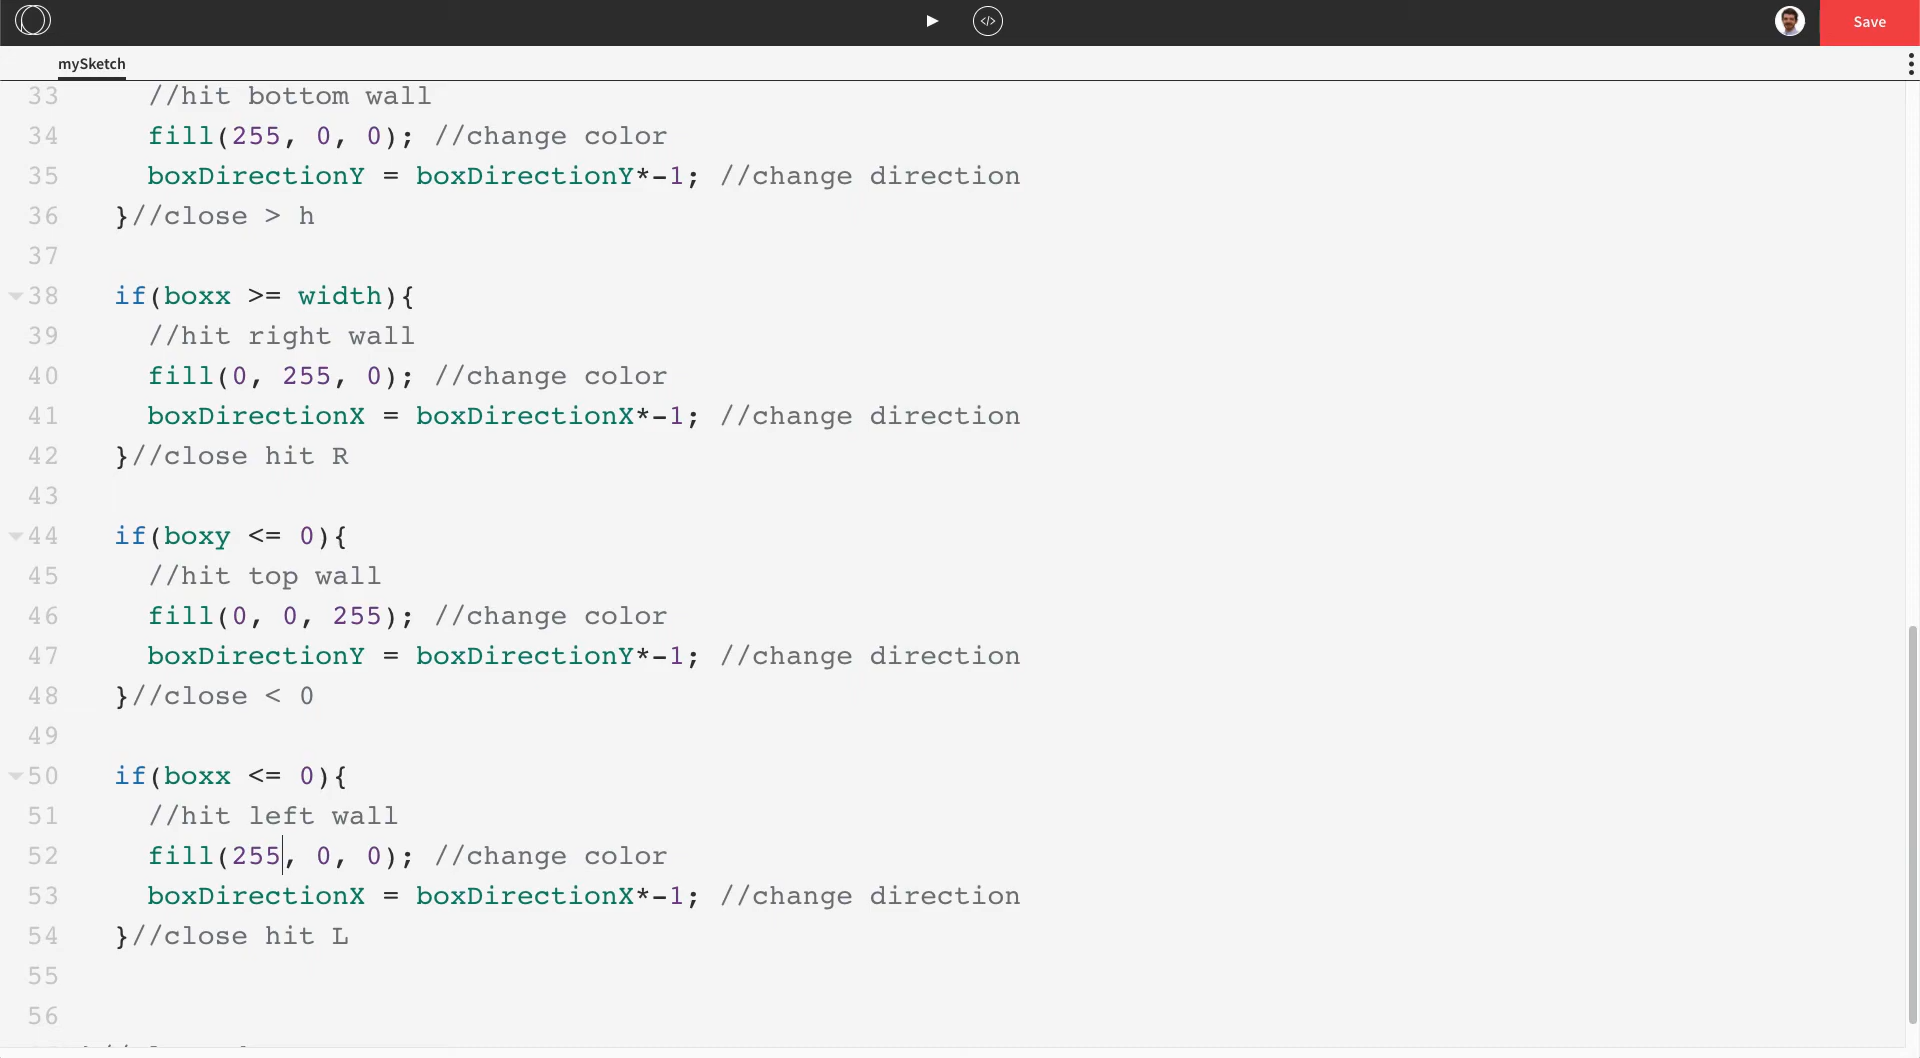 </>
Save
mySketch
33 //hit bottom wall
34 fill(255, 0, 0); //change color
35 boxDirectionY = boxDirectionY*-1; //change direction
36 }//close > h
37
38 if(boxx >= width){
39 //hit right wall
40 fill(0, 255, 0); //change color
41 boxDirectionX = boxDirectionX*-1; //change direction
42 }//close hit R
43
44 if(boxy <= 0){
45 //hit top wall
46 fill(0, 0, 255); //change color
47 boxDirectionY = boxDirectionY*-1; //change direction
48 }//close < 0
49
50 if(boxx <= 0){
51 //hit left wall
52 fill(255, 0, 0); //change color
53 boxDirectionX = boxDirectionX*-1; //change direction
54 }//close hit L
55
56